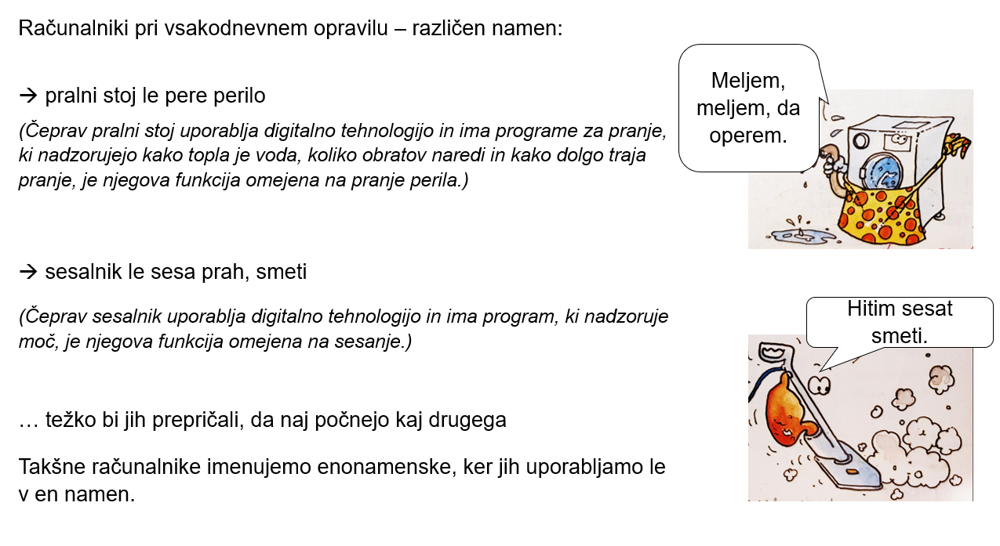 Računalniki pri vsakodnevnem opravilu – različen namen:
→ pralni stoj le pere perilo
(Čeprav pralni stoj uporablja digitalno tehnologijo in ima programe za pranje,
ki nadzorujejo kako topla je voda, koliko obratov naredi in kako dolgo traja
pranje, je njegova funkcija omejena na pranje perila.)
Meljem,
meljem, da
operem.
→ sesalnik le sesa prah, smeti
(Čeprav sesalnik uporablja digitalno tehnologijo in ima program, ki nadzoruje
moč, je njegova funkcija omejena na sesanje.)
Hitim sesat
smeti.
… težko bi jih prepričali, da naj počnejo kaj drugega
Takšne računalnike imenujemo enonamenske, ker jih uporabljamo le
v en namen.